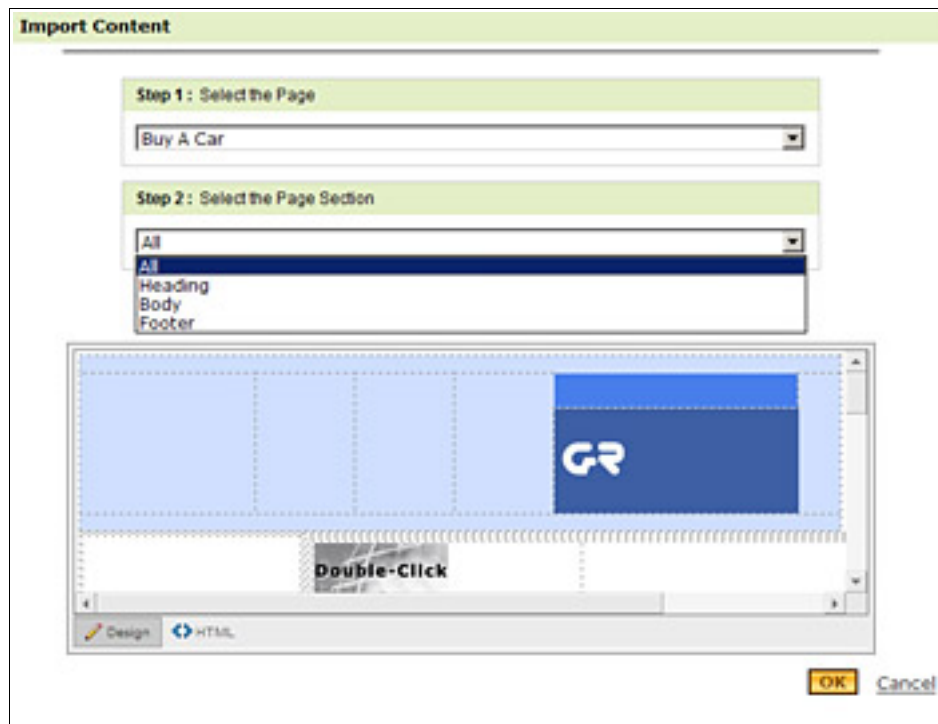 Import Content
Step 1 : Select the Page
Buy A Car
Step 2 : Select the Page Section
All
All
Heading
Body
Footer
GR
Double-Click
Design HTML
OK Cancel